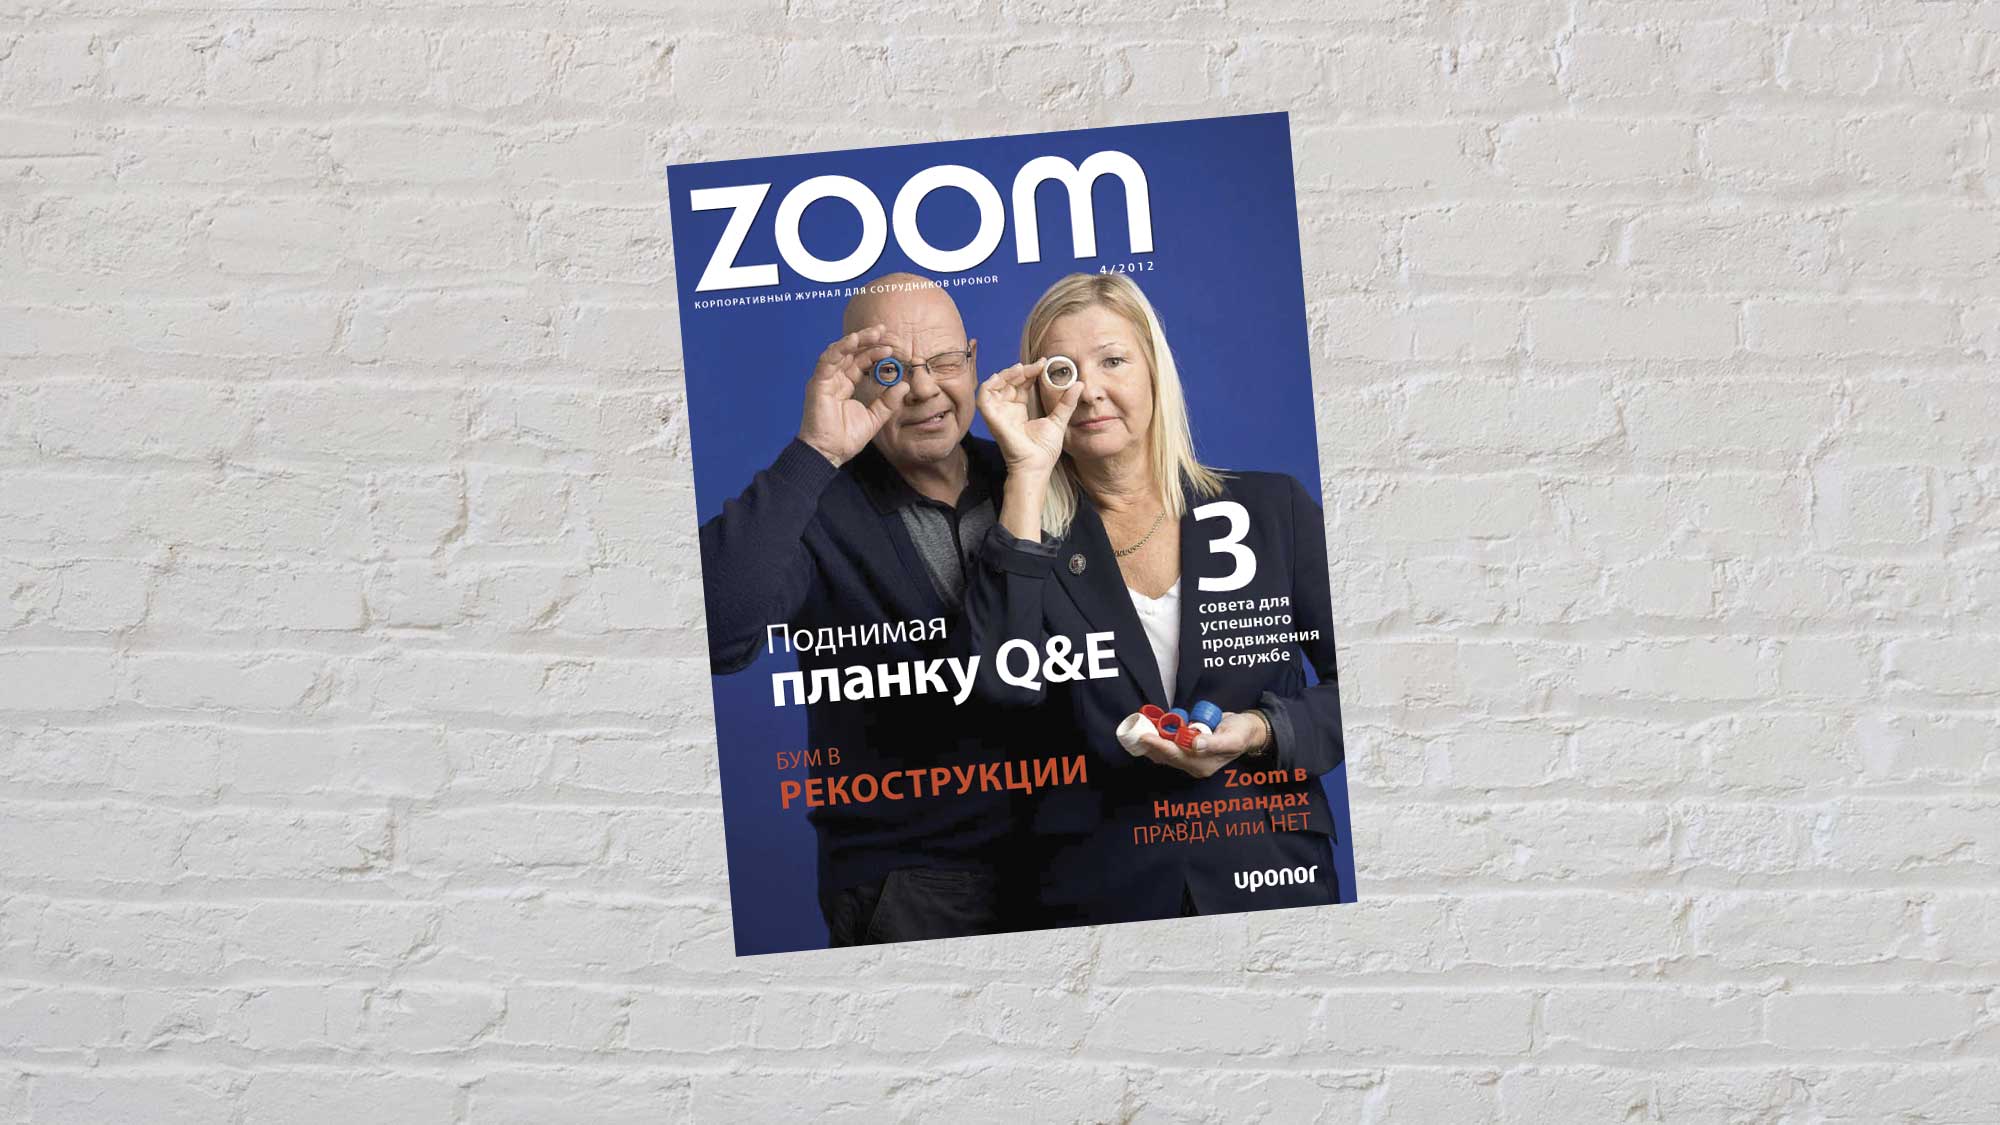 ZOOM
4/2012
КОРПОРАТИВНЫЙ ЖУРНАЛ ДЛЯ СОТРУДНИКОВ UPONOR
3
совета для
успешного
продвижения
по службе
Поднимая
планку Q&E
БУМ В
РЕКОСТРУКЦИИ
Zoom в
Нидерландах
ПРАВДА или НЕТ
uponor